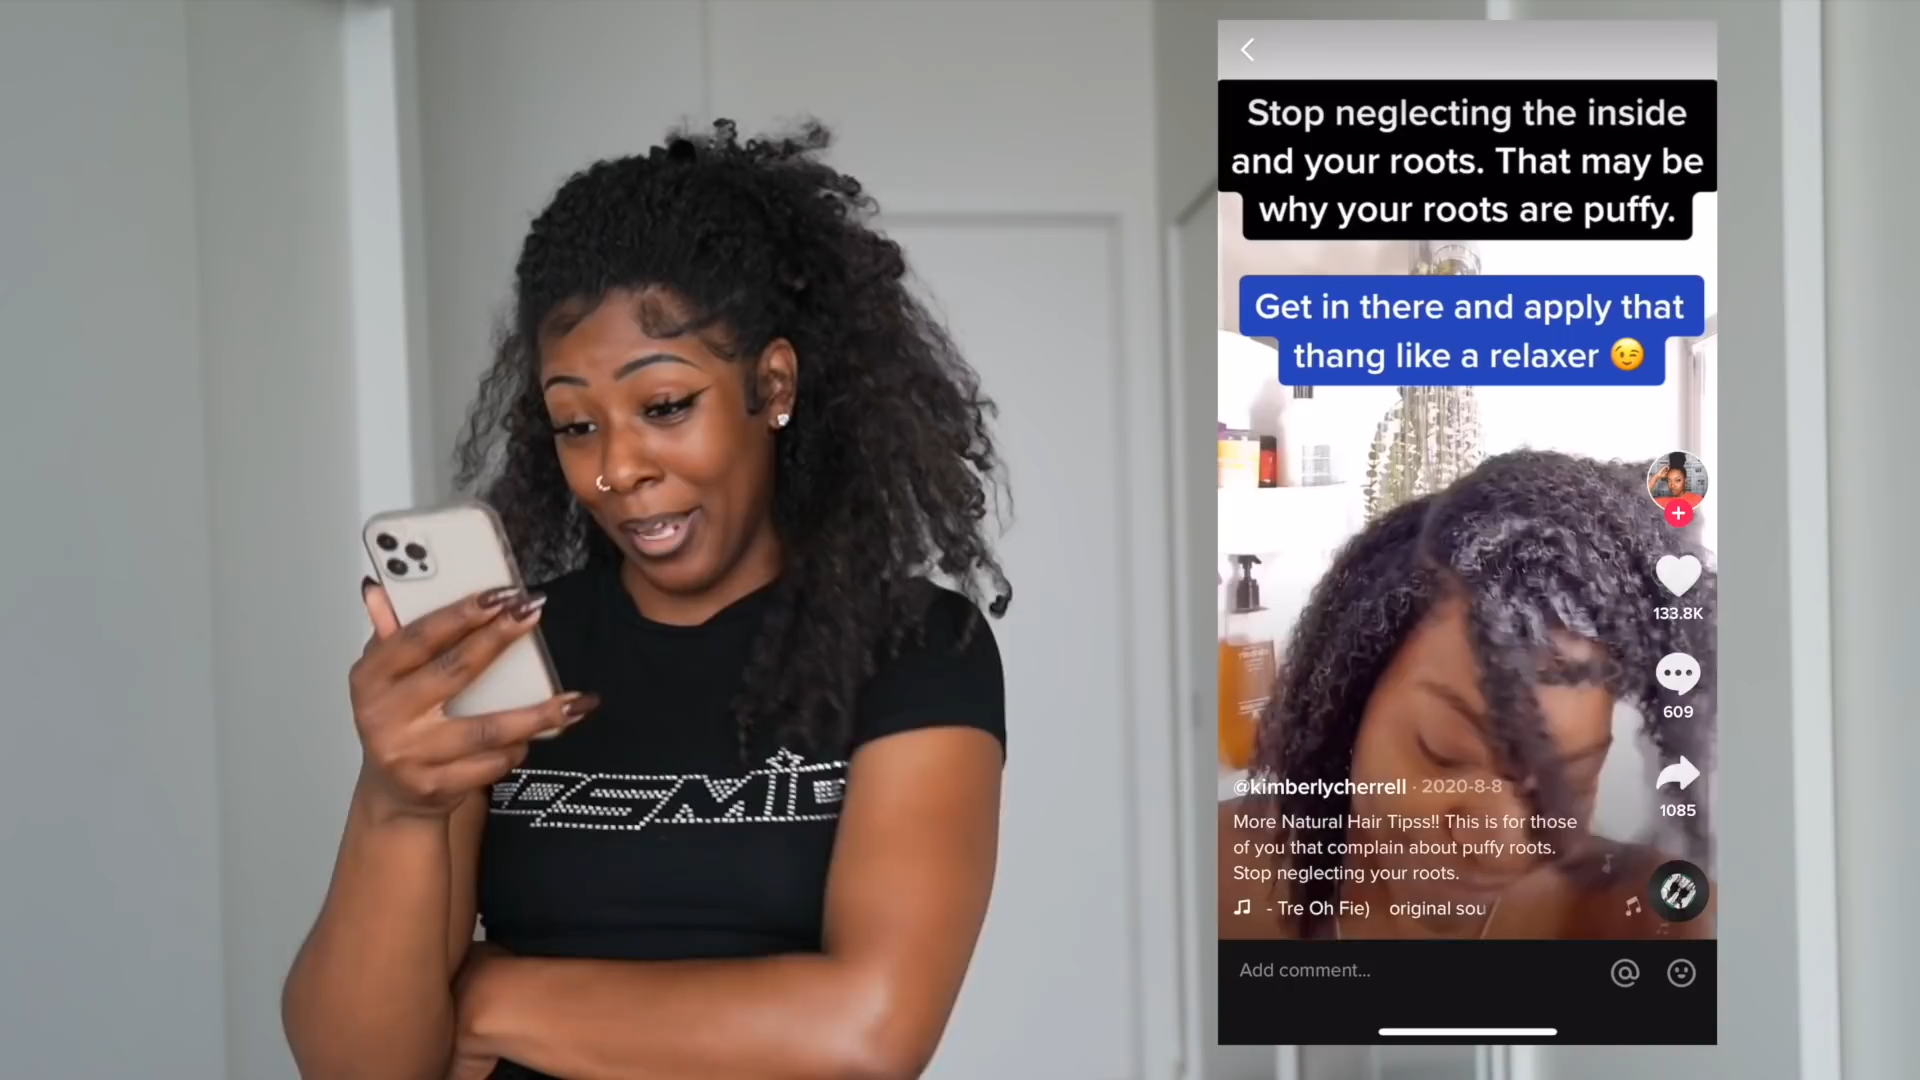 Stop neglecting the inside
and your roots. That may be
why your roots are puffy.
Get in there and apply that
thang like a relaxer 😉
133.8K
609
1085
@kimberlycherrell · 2020-8-8
More Natural Hair Tipss!! This is for those
of you that complain about puffy roots.
Stop neglecting your roots.
- Tre Oh Fie) original sou
Add comment...
COSMIC